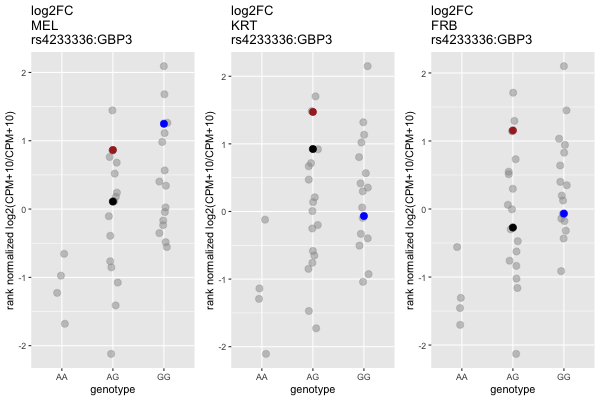 log2FC
MEL
rs4233336:GBP3
rank normalized log2(CPM+10/CPM+10)
2
1
0
-1
-2
AA AG GG
genotype
log2FC
KRT
rs4233336:GBP3
rank normalized log2(CPM+10/CPM+10)
2
1
0
-1
-2
AA AG GG
genotype
log2FC
FRB
rs4233336:GBP3
rank normalized log2(CPM+10/CPM+10)
2
1
0
-1
-2
AA AG GG
genotype